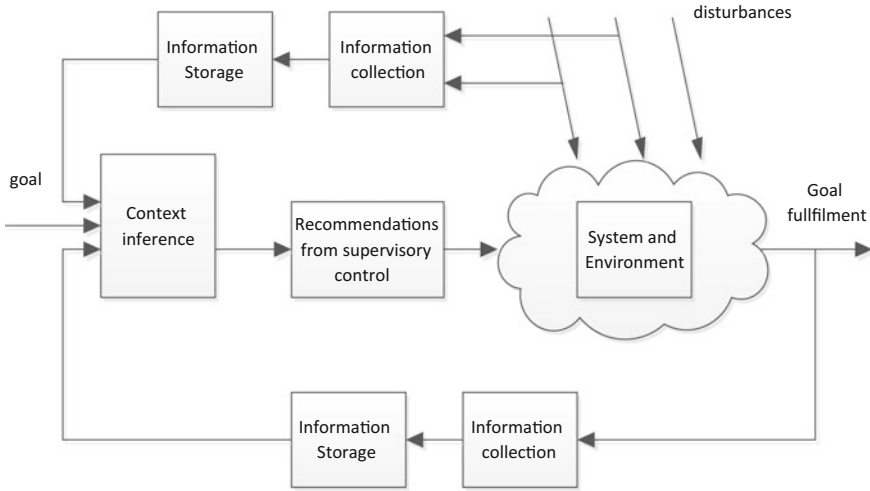 disturbances
Information
Storage
Information
collection
goal
Context
inference
Recommendations
from supervisory
control
System and
Environment
Goal
fullfilment
Information
Storage
Information
collection